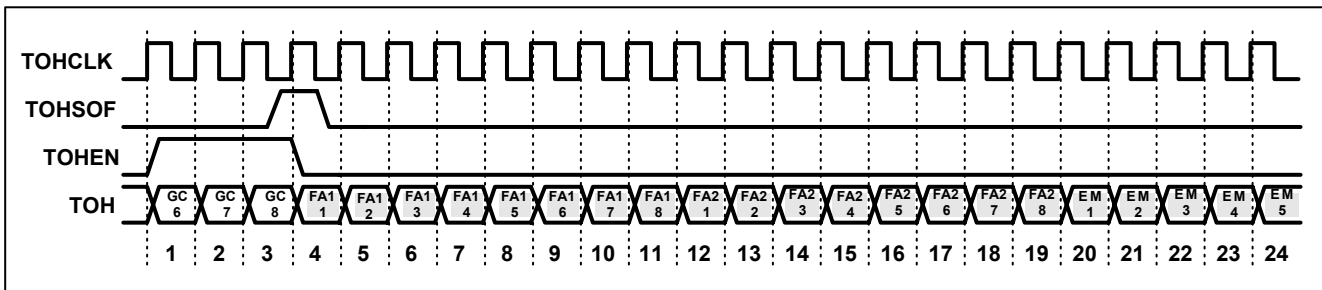 TOHCLK
TOHSOF
TOHEN
TOH
GC 6 GC 7 GC 8 FA1 1 FA1 2 FA1 3 FA1 4 FA1 5 FA1 6 FA1 7 FA1 8 FA2 1 FA2 2 FA2 3 FA2 4 FA2 5 FA2 6 FA2 7 FA2 8 EM 1 EM 2 EM 3 EM 4 EM 5
1 2 3 4 5 6 7 8 9 10 11 12 13 14 15 16 17 18 19 20 21 22 23 24